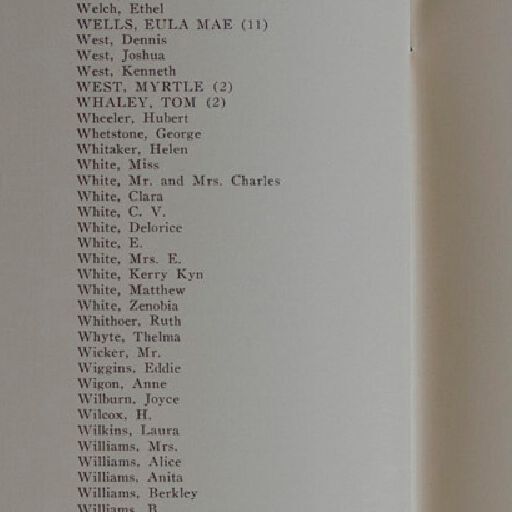 Welch, Ethel
WELLS, EULA MAE (11)
West, Dennis
West, Joshua
West, Kenneth
WEST, MYRTLE (2)
WHALEY, TOM (2)
Wheeler, Hubert
Whetstone, George
Whitaker, Helen
White, Miss
White, Mr. and Mrs. Charles
White, Clara
White, C. V.
White, Delorice
White, E.
White, Mrs. E.
White, Kerry Kyn
White, Matthew
White, Zenobia
Whithoer, Ruth
Whyte, Thelma
Wicker, Mr.
Wiggins, Eddie
Wigon, Anne
Wilburn, Joyce
Wilcox, H.
Wilkins, Laura
Williams, Mrs.
Williams, Alice
Williams, Anita
Williams, Berkley
Williams, B